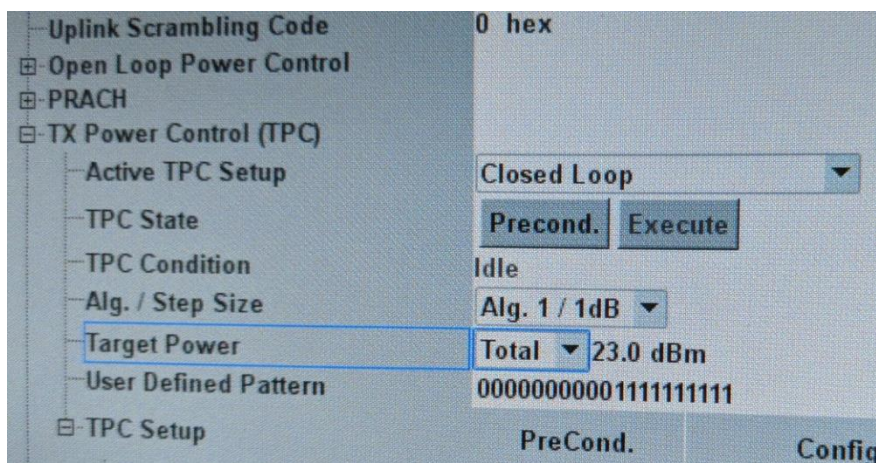 Uplink Scrambling Code 0 hex
Open Loop Power Control
PRACH
TX Power Control (TPC)
Active TPC Setup Closed Loop
TPC State Precond. Execute
TPC Condition Idle
Alg. / Step Size Alg. 1 / 1dB
Target Power Total 23.0 dBm
User Defined Pattern 00000000001111111111
TPC Setup PreCond. Config